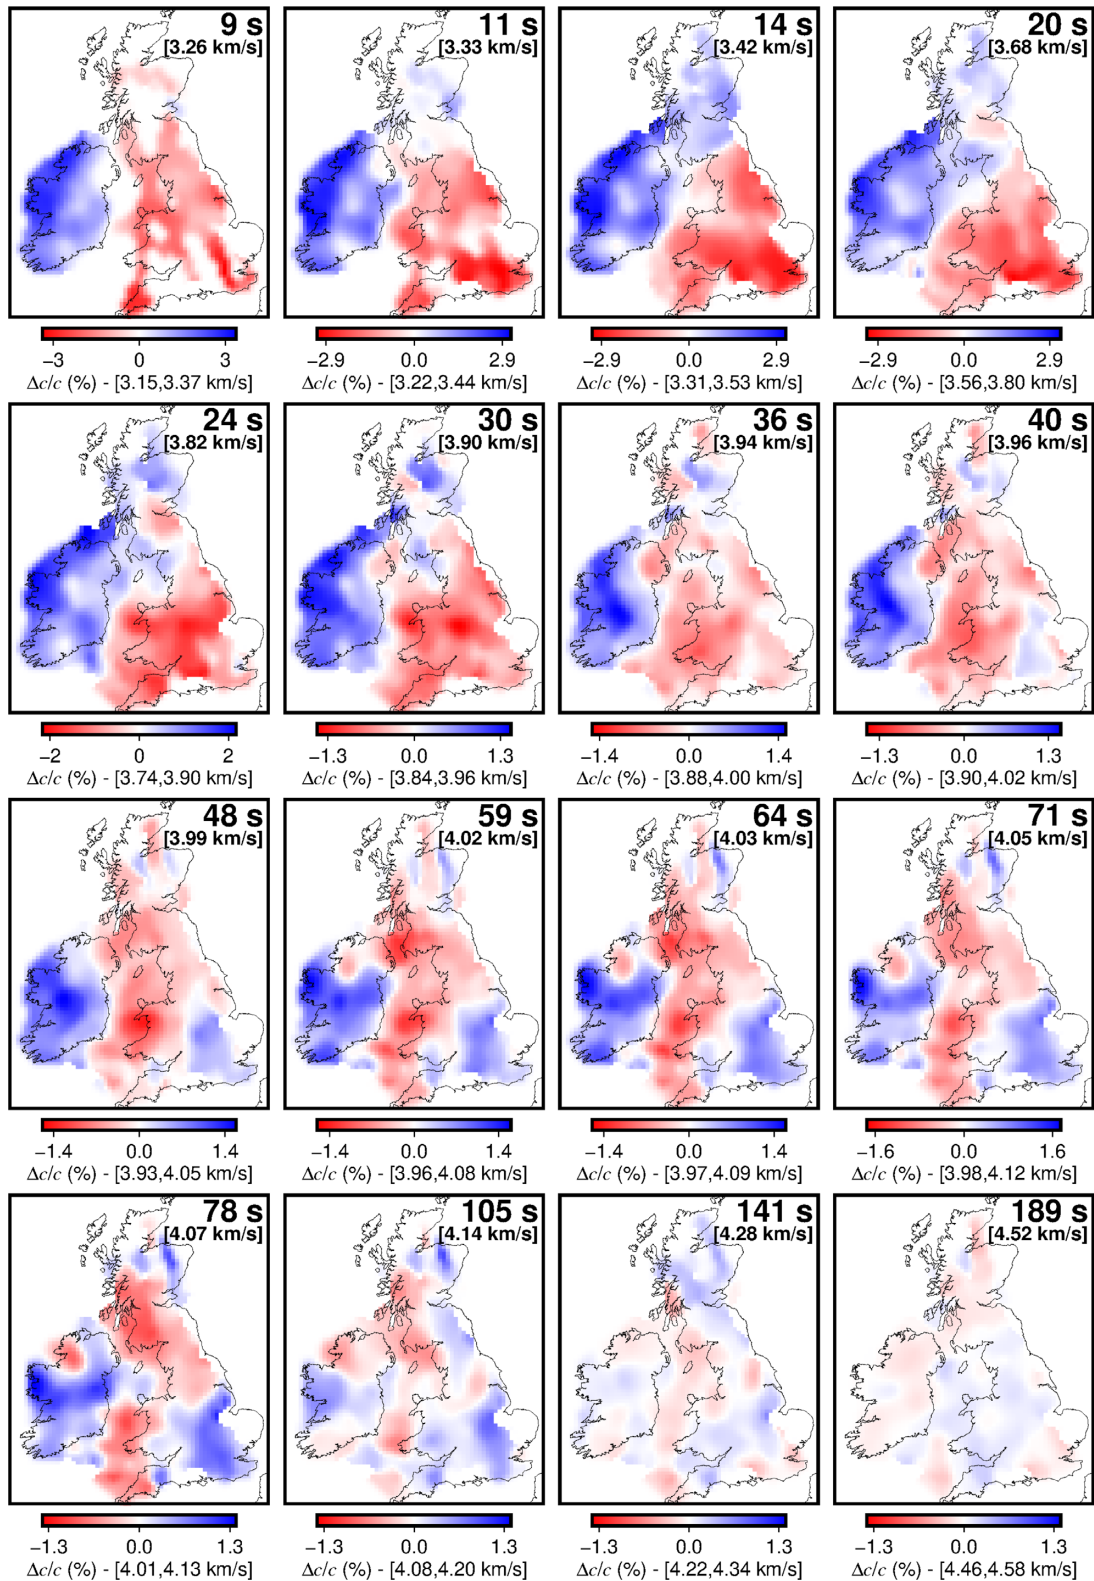 9 s 11 s 14 s 20 s
[3.26 km/s] [3.33 km/s] [3.42 km/s] [3.68 km/s]
−3 0 3 −2.9 0.0 2.9 −2.9 0.0 2.9 −2.9 0.0 2.9
Δc/c (%) - [3.15,3.37 km/s] Δc/c (%) - [3.22,3.44 km/s] Δc/c (%) - [3.31,3.53 km/s] Δc/c (%) - [3.56,3.80 km/s]
24 s 30 s 36 s 40 s
[3.82 km/s] [3.90 km/s] [3.94 km/s] [3.96 km/s]
−2 0 2 −1.3 0.0 1.3 −1.4 0.0 1.4 −1.3 0.0 1.3
Δc/c (%) - [3.74,3.90 km/s] Δc/c (%) - [3.84,3.96 km/s] Δc/c (%) - [3.88,4.00 km/s] Δc/c (%) - [3.90,4.02 km/s]
48 s 59 s 64 s 71 s
[3.99 km/s] [4.02 km/s] [4.03 km/s] [4.05 km/s]
−1.4 0.0 1.4 −1.4 0.0 1.4 −1.4 0.0 1.4 −1.6 0.0 1.6
Δc/c (%) - [3.93,4.05 km/s] Δc/c (%) - [3.96,4.08 km/s] Δc/c (%) - [3.97,4.09 km/s] Δc/c (%) - [3.98,4.12 km/s]
78 s 105 s 141 s 189 s
[4.07 km/s] [4.14 km/s] [4.28 km/s] [4.52 km/s]
−1.3 0.0 1.3 −1.3 0.0 1.3 −1.3 0.0 1.3 −1.3 0.0 1.3
Δc/c (%) - [4.01,4.13 km/s] Δc/c (%) - [4.08,4.20 km/s] Δc/c (%) - [4.22,4.34 km/s] Δc/c (%) - [4.46,4.58 km/s]